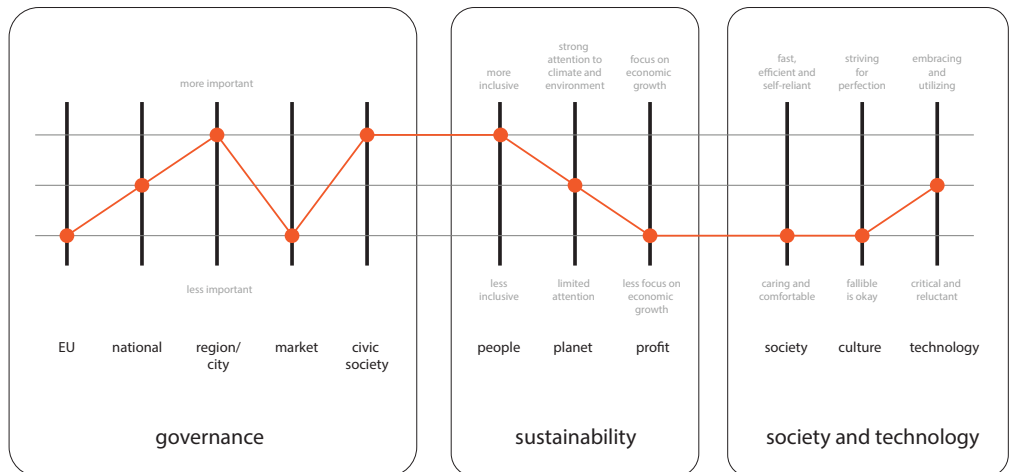 more important
less important
EU
national
region/
city
market
civic
society
governance
more
inclusive
strong
attention to
climate and
environment
focus on
economic
growth
less
inclusive
limited
attention
less focus on
economic
growth
people
planet
profit
sustainability
fast,
efficient and
self-reliant
striving
for
perfection
embracing
and
utilizing
caring and
comfortable
fallible
is okay
critical and
reluctant
society
culture
technology
society and technology